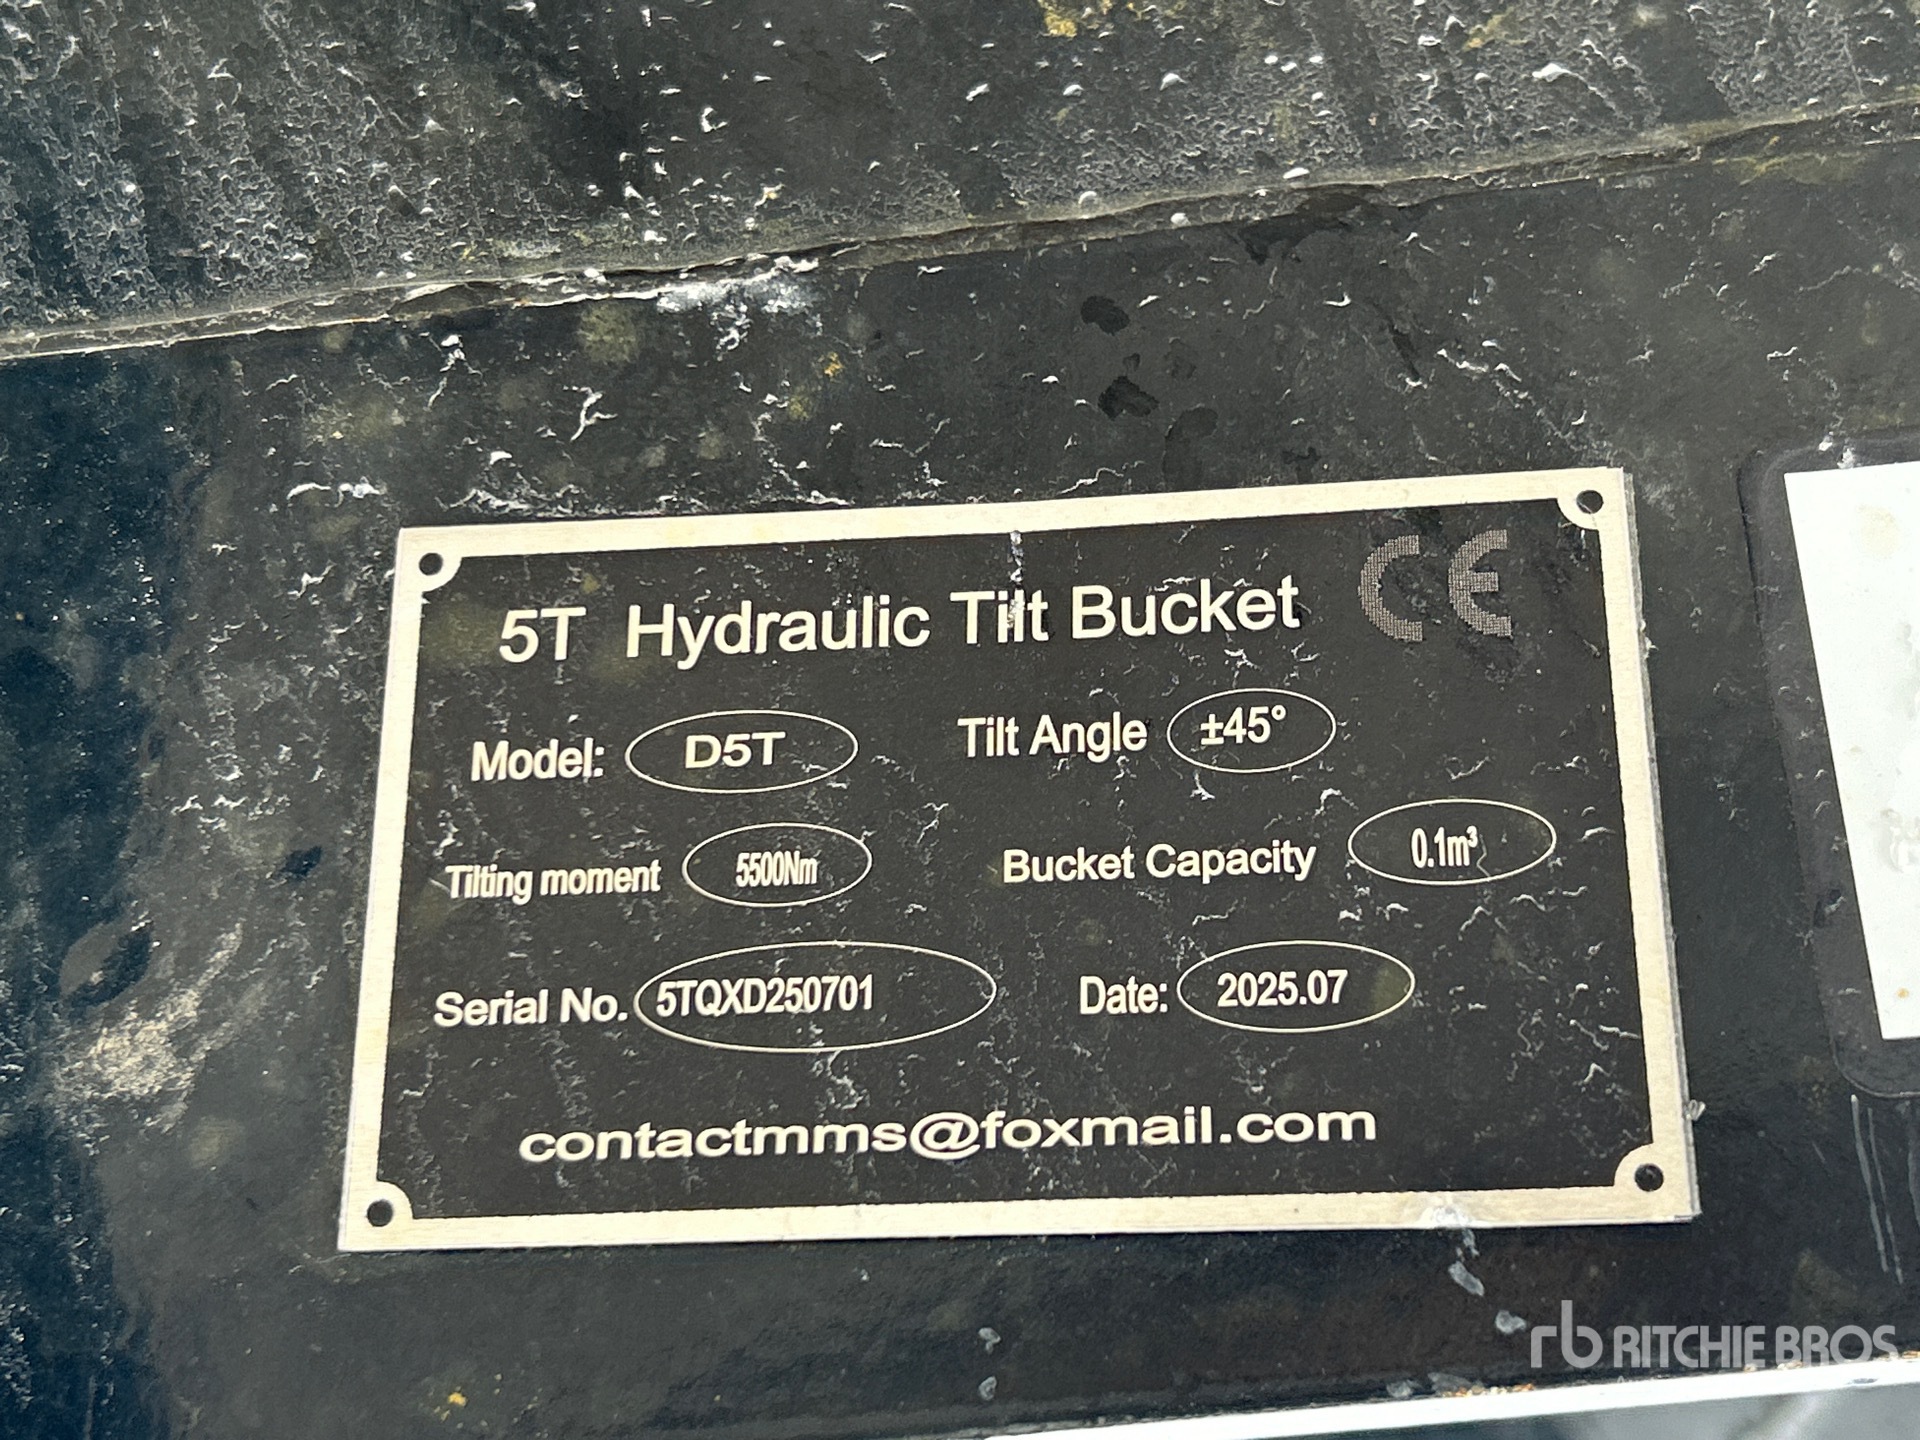 5T Hydraulic Tilt Bucket CE
Model: D5T Tilt Angle ±45°
Tilting moment 5500Nm Bucket Capacity 0.1m³
Serial No. 5TQXD250701 Date: 2025.07
contactmms@foxmail.com
rb RITCHIE BROS